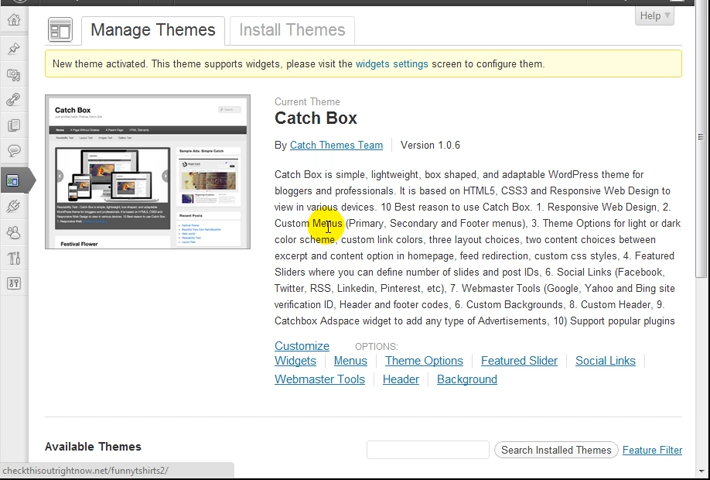 Help
Manage Themes
Install Themes
New theme activated. This theme supports widgets, please visit the widgets settings screen to configure them.
Catch Box
Current Theme
Catch Box
By Catch Themes Team
Version 1.0.6
Catch Box is simple, lightweight, box shaped, and adaptable WordPress theme for
bloggers and professionals. It is based on HTML5, CSS3 and Responsive Web Design to
view in various devices. 10 Best reason to use Catch Box. 1. Responsive Web Design, 2.
Custom Menus (Primary, Secondary and Footer menus), 3. Theme Options for light or dark
color scheme, custom link colors, three layout choices, two content choices between
excerpt and content option in homepage, feed redirection, custom css styles, 4. Featured
Sliders where you can define number of slides and post IDs, 6. Social Links (Facebook,
Twitter, RSS, Linkedin, Pinterest, etc), 7. Webmaster Tools (Google, Yahoo and Bing site
verification ID, Header and footer codes, 6. Custom Backgrounds, 8. Custom Header, 9.
Catchbox Adspace widget to add any type of Advertisements, 10) Support popular plugins
Festival Flower
Recent Posts
Customize
OPTIONS:
Widgets
Menus
Theme Options
Featured Slider
Social Links
Webmaster Tools
Header
Background
Available Themes
Search Installed Themes
Feature Filter
checkthisoutrightnow.net/funnytshirts2/